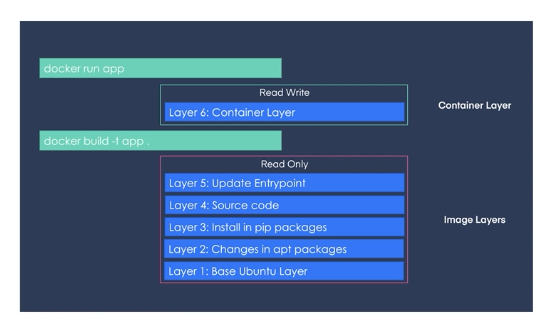 docker run app
Read Write
Layer 6: Container Layer
Container Layer
docker build -t app .
Read Only
Layer 5: Update Entrypoint
Layer 4: Source code
Layer 3: Install in pip packages
Image Layers
Layer 2: Changes in apt packages
Layer 1: Base Ubuntu Layer